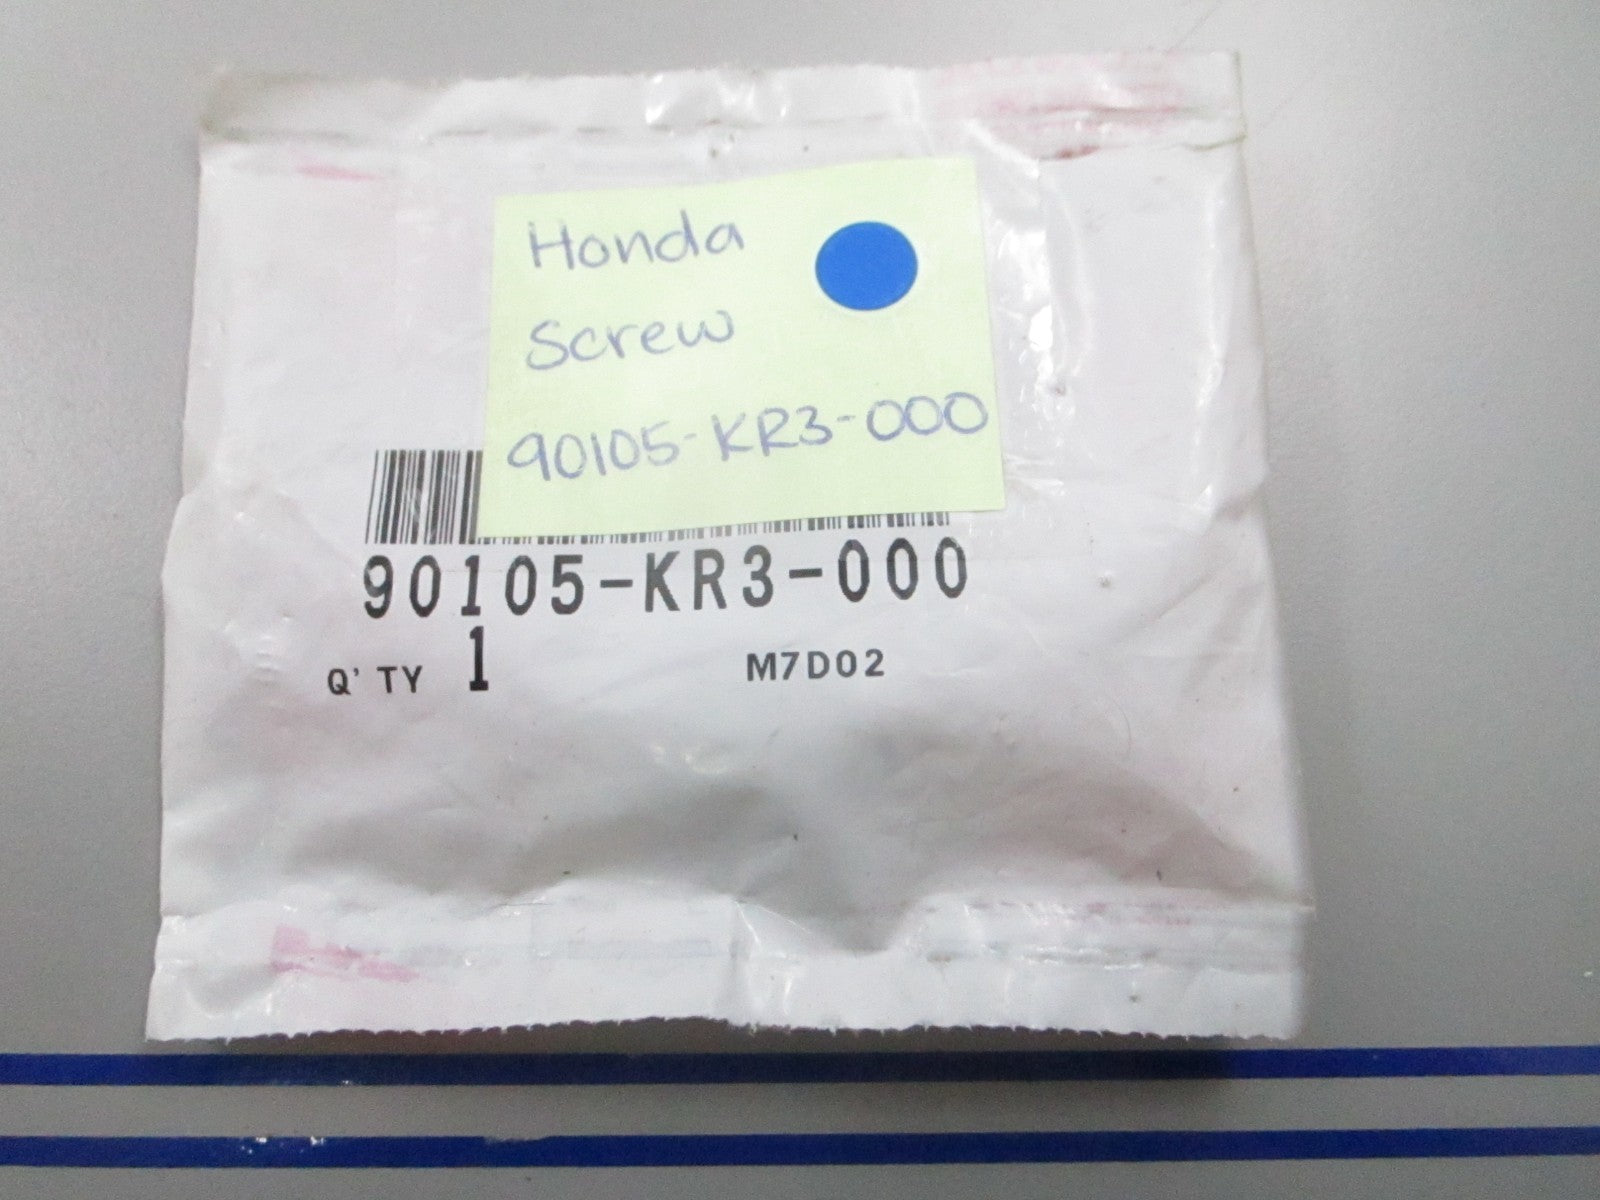 Honda
Screw
90105-KR3-000
90105-KR3-000
Q'TY 1 M7D02